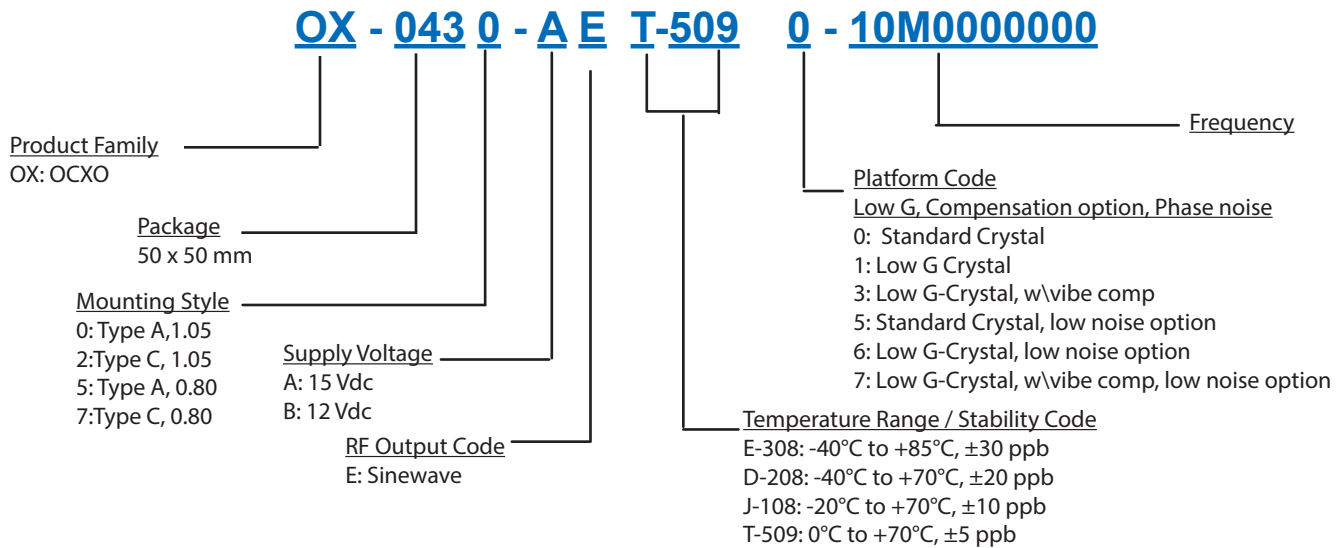 OX - 043 0 - A E T-509 0 - 10M0000000
Frequency
Product Family
OX: OCXO
Package
50 x 50 mm
Mounting Style
0: Type A,1.05
2:Type C, 1.05
5: Type A, 0.80
7:Type C, 0.80
Supply Voltage
A: 15 Vdc
B: 12 Vdc
RF Output Code
E: Sinewave
Platform Code
Low G, Compensation option, Phase noise
0: Standard Crystal
1: Low G Crystal
3: Low G-Crystal, w\vibe comp
5: Standard Crystal, low noise option
6: Low G-Crystal, low noise option
7: Low G-Crystal, w\vibe comp, low noise option
Temperature Range / Stability Code
E-308: -40°C to +85°C, ±30 ppb
D-208: -40°C to +70°C, ±20 ppb
J-108: -20°C to +70°C, ±10 ppb
T-509: 0°C to +70°C, ±5 ppb